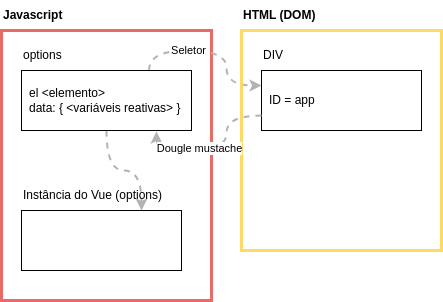 Javascript
HTML (DOM)
options
Seletor
DIV
el <elemento>
data: { <variáveis reativas> }
ID = app
Dougle mustache
Instância do Vue (options)